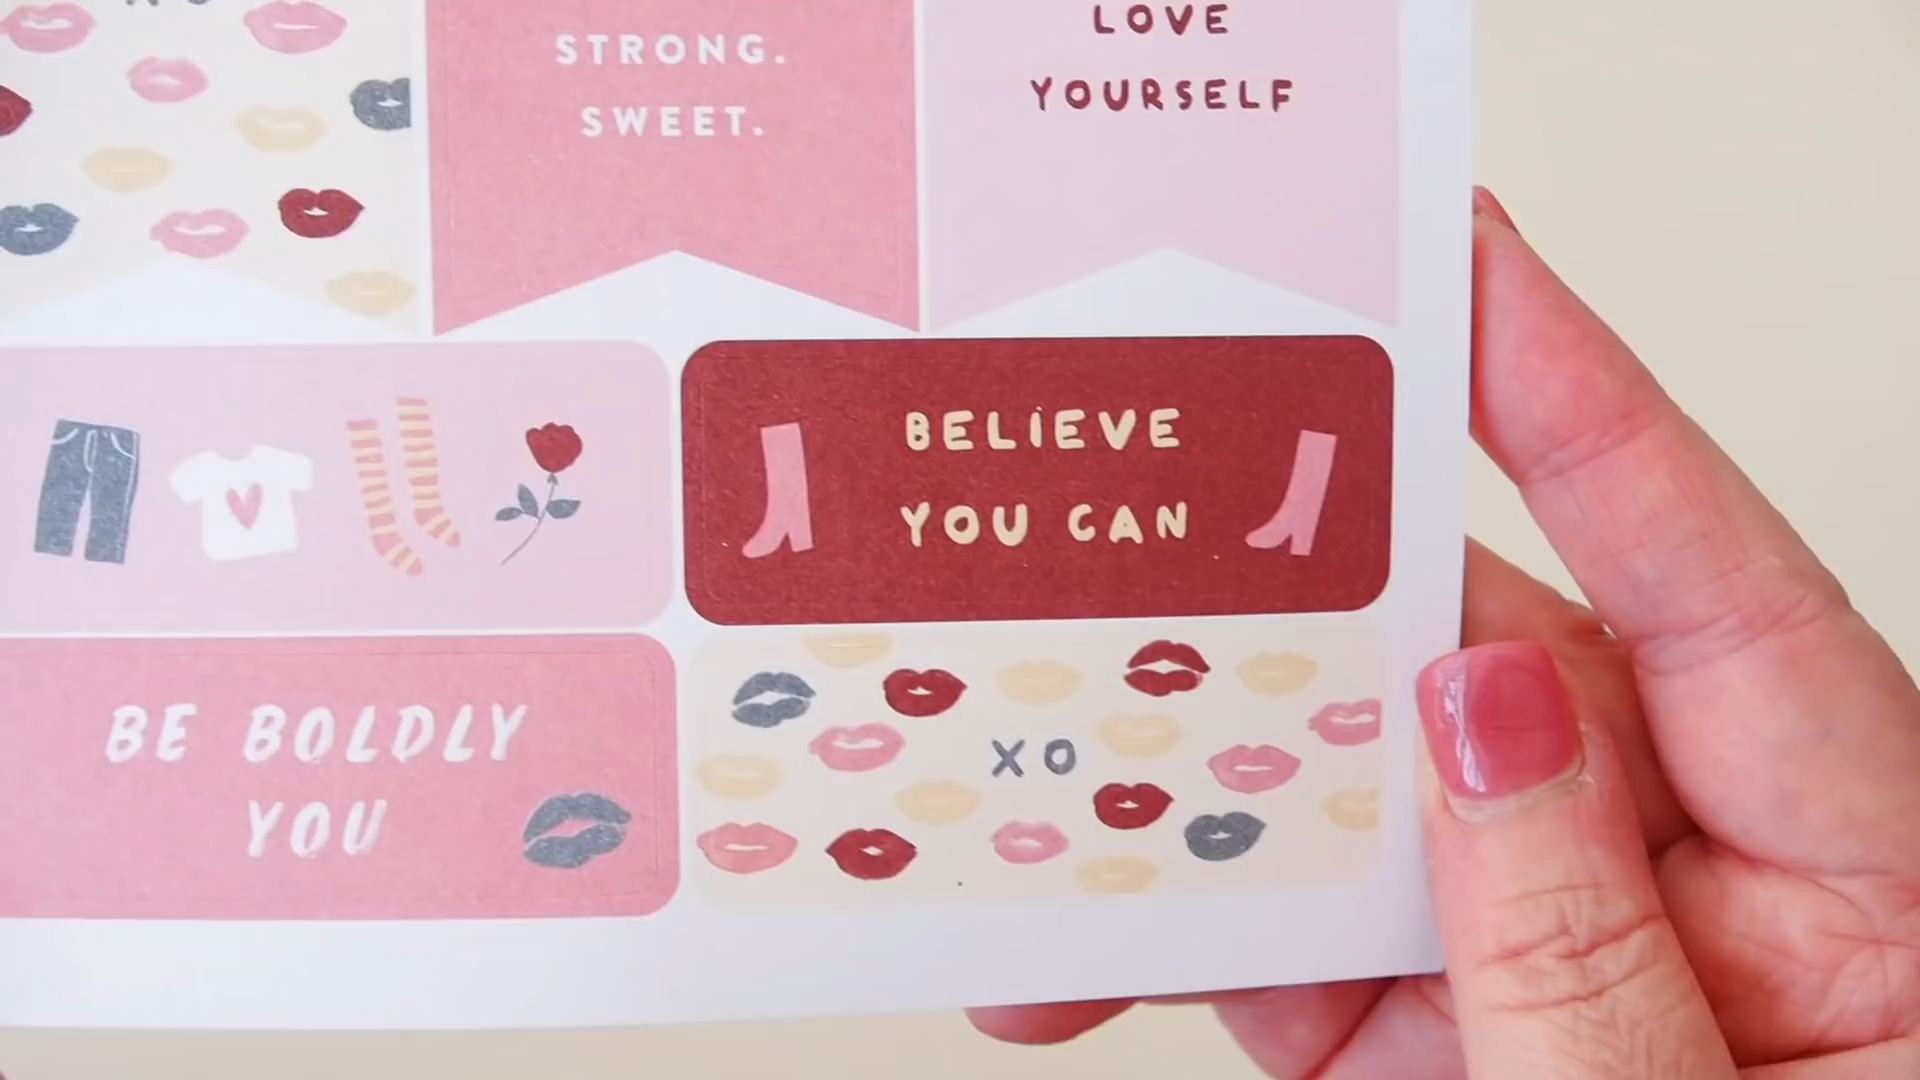 STRONG.
SWEET.
LOVE
YOURSELF
BELIEVE
YOU CAN
BE BOLDLY
YOU
XO